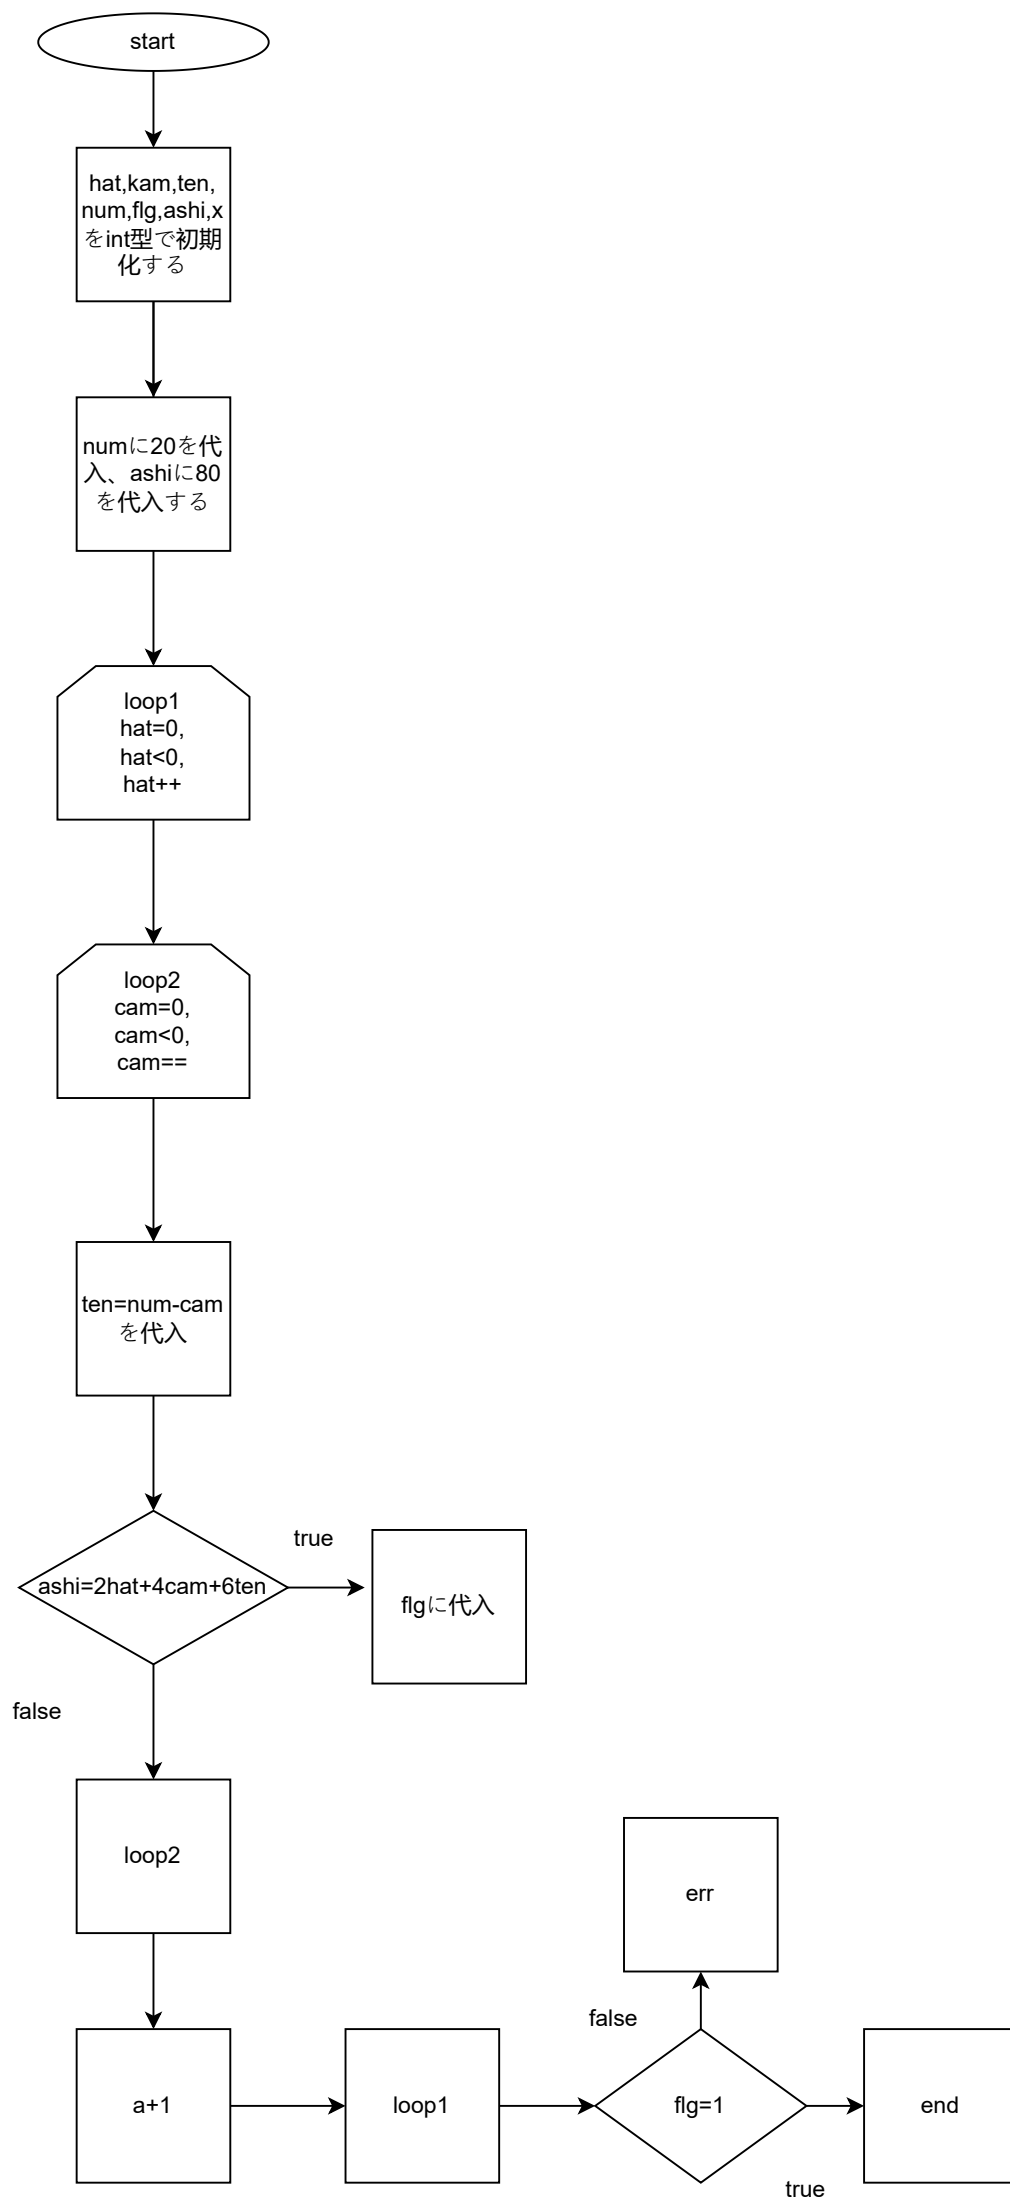 start
hat,kam,ten,
num,flg,ashi,x
をint型で初期
化する
numに20を代
入、ashiに80
を代入する
loop1
hat=0,
hat<0,
hat++
loop2
cam=0,
cam<0,
cam==
ten=num-cam
を代入
ashi=2hat+4cam+6ten
true
flgに代入
false
loop2
a+1
loop1
flg=1
false
err
true
end